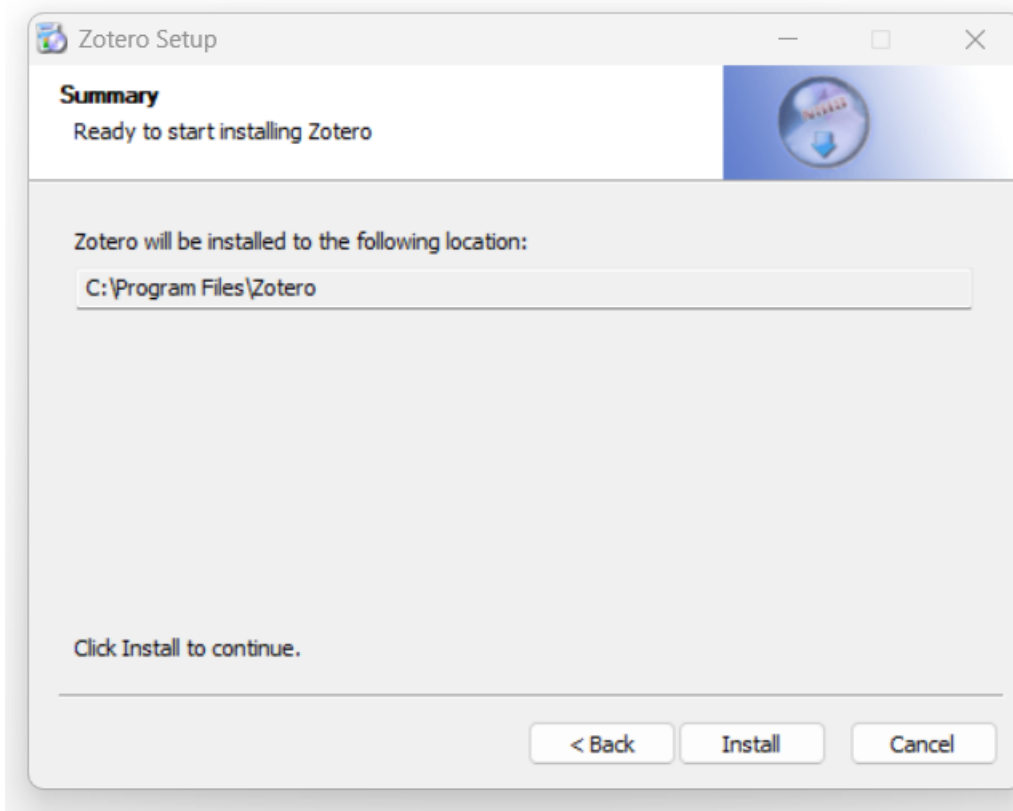 Zotero Setup
Summary
Ready to start installing Zotero
Zotero will be installed to the following location:
C:\Program Files\Zotero
Click Install to continue.
< Back Install Cancel